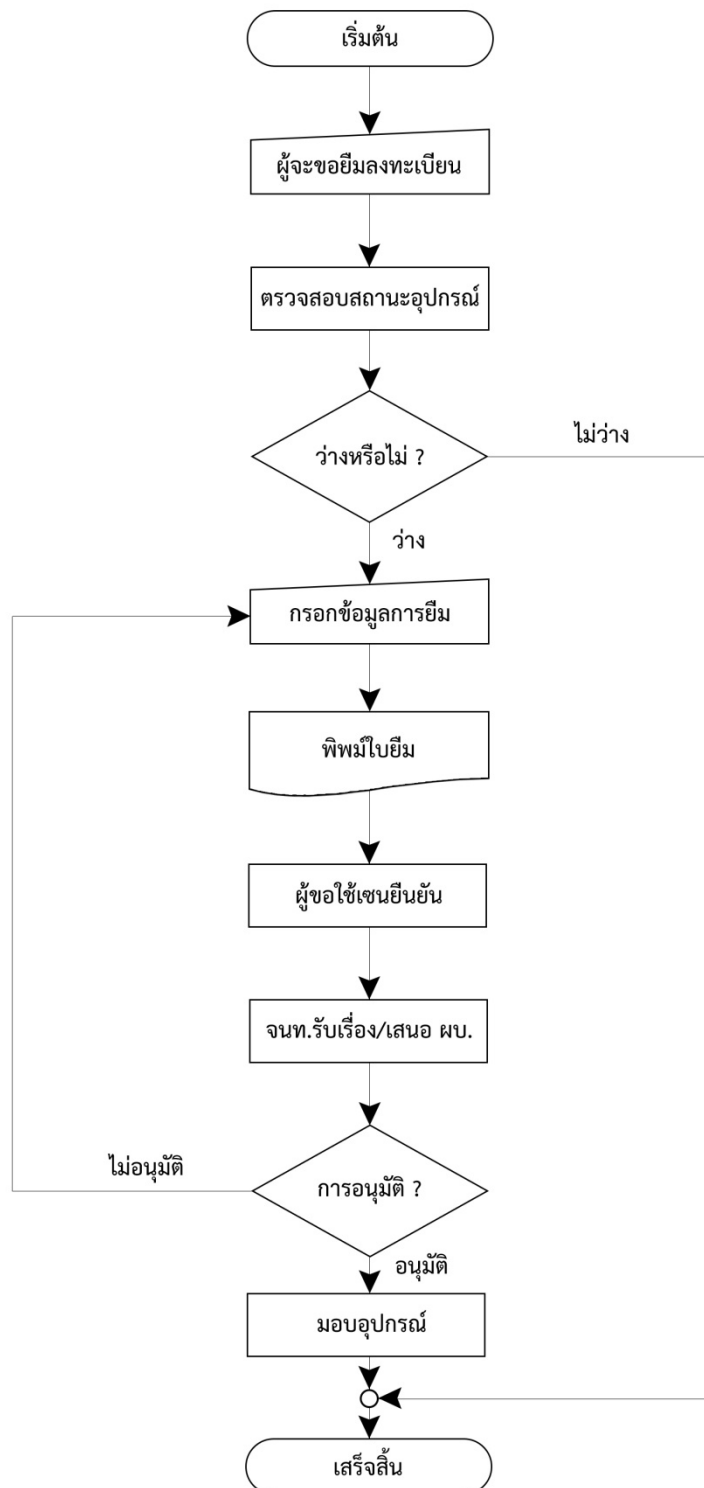 เริ่มต้น
ผู้จะขอยืมลงทะเบียน
ตรวจสอบสถานะอุปกรณ์
ว่างหรือไม่ ?
ไม่ว่าง
ว่าง
กรอกข้อมูลการยืม
พิพม์ใบยืม
ผู้ขอใช้เซนยืนยัน
จนท.รับเรื่อง/เสนอ ผบ.
การอนุมัติ ?
ไม่อนุมัติ
อนุมัติ
มอบอุปกรณ์
เสร็จสิ้น